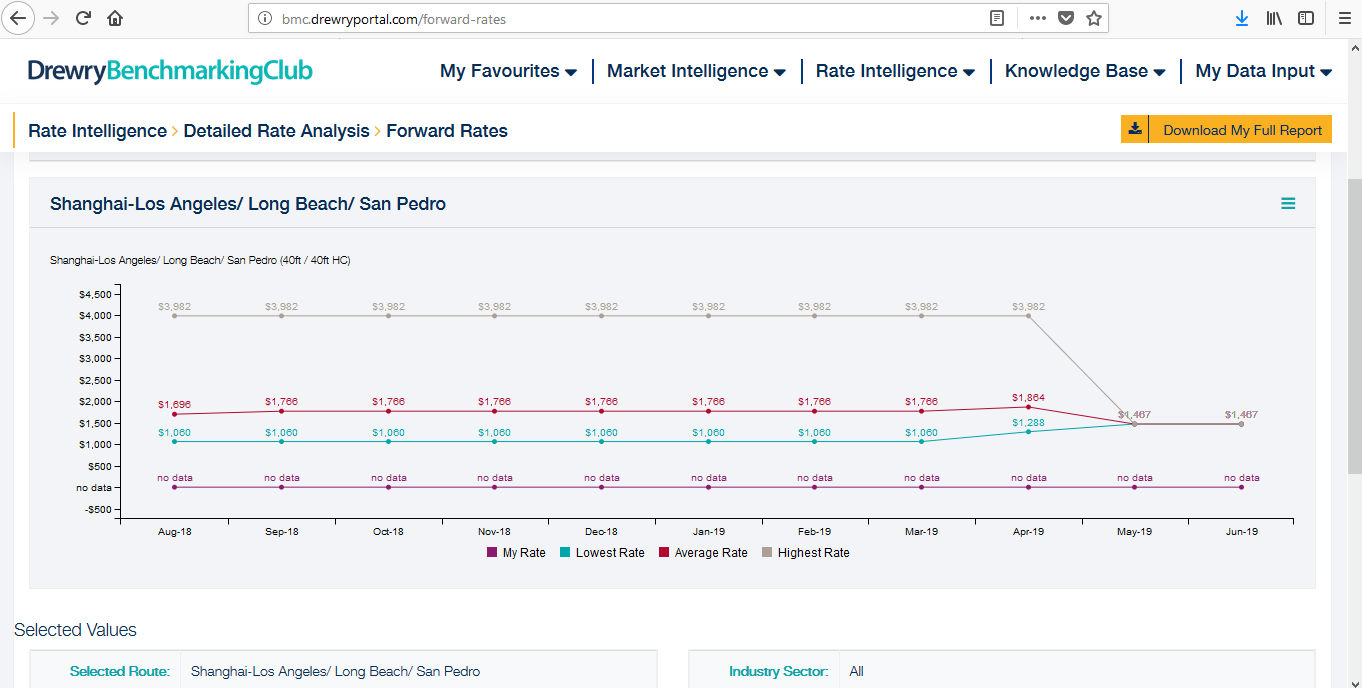 bmc.drewryportal.com/forward-rates
DrewryBenchmarkingClub
My Favourites
Market Intelligence
Rate Intelligence
Knowledge Base
My Data Input
Rate Intelligence > Detailed Rate Analysis > Forward Rates
Download My Full Report
Shanghai-Los Angeles/ Long Beach/ San Pedro
Shanghai-Los Angeles/ Long Beach/ San Pedro (40ft / 40ft HC)
$4,500
$4,000
$3,500
$3,000
$2,500
$2,000
$1,500
$1,000
$500
no data
-$500
$3,982 $3,982 $3,982 $3,982 $3,982 $3,982 $3,982 $3,982 $3,982
$1,696 $1,766 $1,766 $1,766 $1,766 $1,766 $1,766 $1,766 $1,864 $1,467 $1,467
$1,060 $1,060 $1,060 $1,060 $1,060 $1,060 $1,060 $1,060 $1,288
no data no data no data no data no data no data no data no data no data no data no data
Aug-18 Sep-18 Oct-18 Nov-18 Dec-18 Jan-19 Feb-19 Mar-19 Apr-19 May-19 Jun-19
My Rate Lowest Rate Average Rate Highest Rate
Selected Values
Selected Route: Shanghai-Los Angeles/ Long Beach/ San Pedro
Industry Sector: All